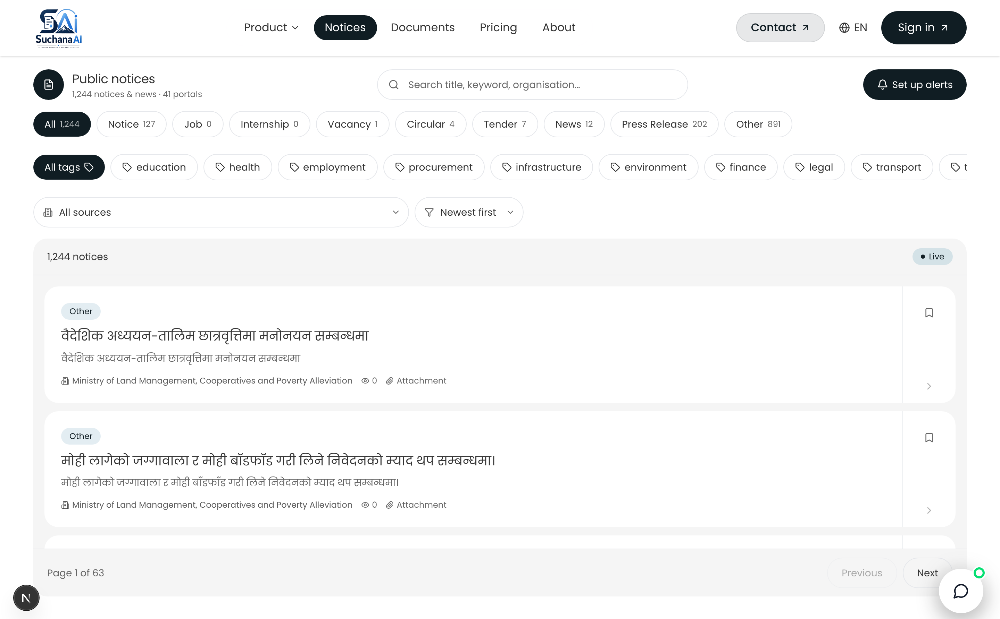 SAi
SuchanaAI
INFORMED CITIZENS, EMPOWERED SOCIETY
Product
Notices
Documents
Pricing
About
Contact
EN
Sign in
Public notices
1,244 notices & news · 41 portals
Search title, keyword, organisation...
Set up alerts
All 1,244
Notice 127
Job 0
Internship 0
Vacancy 1
Circular 4
Tender 7
News 12
Press Release 202
Other 891
All tags
education
health
employment
procurement
infrastructure
environment
finance
legal
transport
All sources
Newest first
1,244 notices
Live
Other
वैदेशिक अध्ययन-तालिम छात्रवृत्तिमा मनोनयन सम्बन्धमा
वैदेशिक अध्ययन-तालिम छात्रवृत्तिमा मनोनयन सम्बन्धमा
Ministry of Land Management, Cooperatives and Poverty Alleviation 0 Attachment
Other
मोही लागेको जग्गावाला र मोही बाँडफाँड गरी लिने निवेदनको म्याद थप सम्बन्धमा।
मोही लागेको जग्गावाला र मोही बाँडफाँड गरी लिने निवेदनको म्याद थप सम्बन्धमा।
Ministry of Land Management, Cooperatives and Poverty Alleviation 0 Attachment
Page 1 of 63
Previous
Next
N